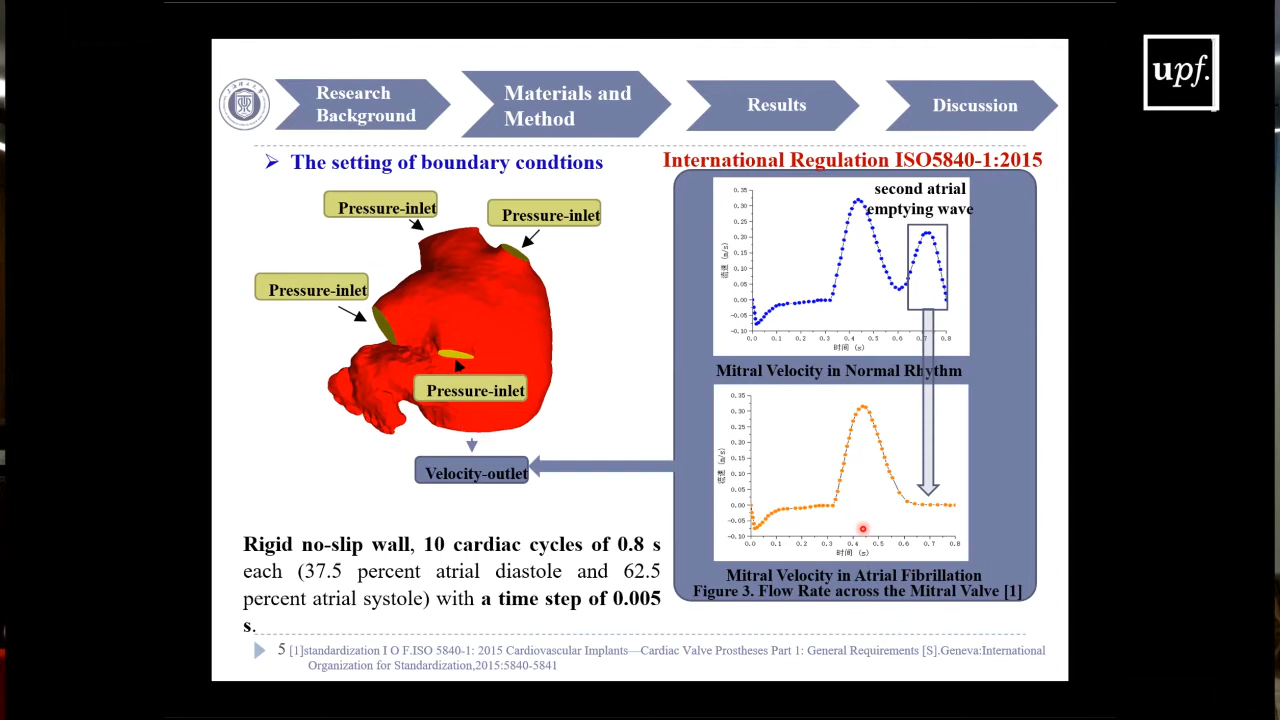 upf.
Research
Background
Materials and
Method
Results
Discussion
➢ The setting of boundary condtions
International Regulation ISO5840-1:2015
Pressure-inlet
Pressure-inlet
Pressure-inlet
Pressure-inlet
Velocity-outlet
second atrial
emptying wave
0.35
0.30
0.25
0.20
0.15
0.10
0.05
0.00
-0.05
-0.10
流速 (m/s)
0.0 0.1 0.2 0.3 0.4 0.5 0.6 0.7 0.8
时间 (s)
Mitral Velocity in Normal Rhythm
0.35
0.30
0.25
0.20
0.15
0.10
0.05
0.00
-0.05
-0.10
流速 (m/s)
0.0 0.1 0.2 0.3 0.4 0.5 0.6 0.7 0.8
时间 (s)
Mitral Velocity in Atrial Fibrillation
Figure 3. Flow Rate across the Mitral Valve [1]
Rigid no-slip wall, 10 cardiac cycles of 0.8 s
each (37.5 percent atrial diastole and 62.5
percent atrial systole) with a time step of 0.005
s.
5 [1]standardization I O F.ISO 5840-1: 2015 Cardiovascular Implants—Cardiac Valve Prostheses Part 1: General Requirements [S].Geneva:International
Organization for Standardization,2015:5840-5841